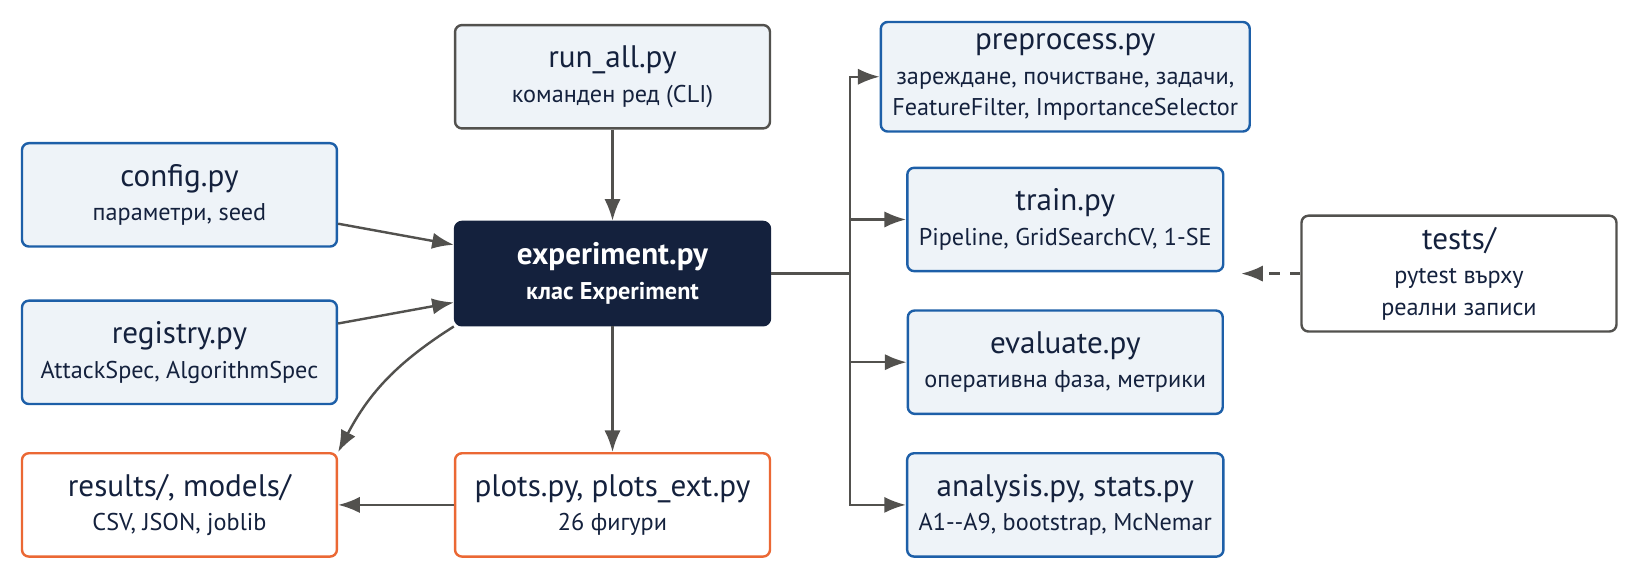 run_all.py
команден ред (CLI)
config.py
параметри, seed
experiment.py
клас Experiment
registry.py
AttackSpec, AlgorithmSpec
results/, models/
CSV, JSON, joblib
plots.py, plots_ext.py
26 фигури
preprocess.py
зареждане, почистване, задачи,
FeatureFilter, ImportanceSelector
train.py
Pipeline, GridSearchCV, 1-SE
evaluate.py
оперативна фаза, метрики
analysis.py, stats.py
A1--A9, bootstrap, McNemar
tests/
pytest върху
реални записи